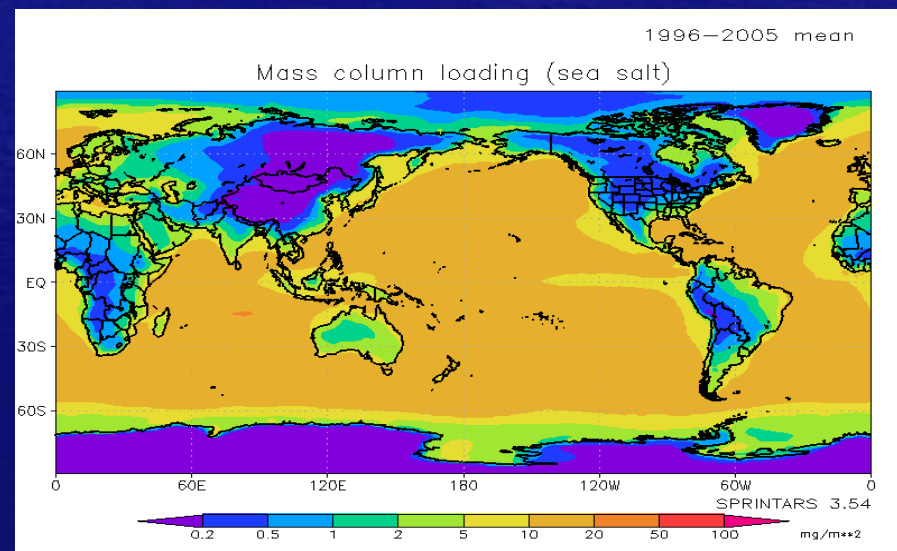 1996-2005 mean
Mass column loading (sea salt)
60N
30N
EQ
30S
60S
0 60E 120E 180 120W 60W 0
SPRINTARS 3.54
0.2 0.5 1 2 5 10 20 50 100 mg/m**2